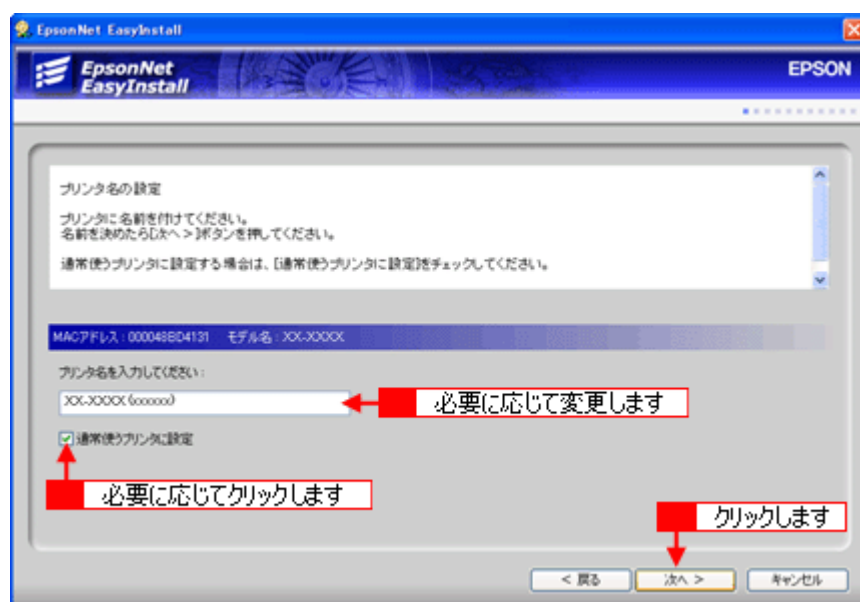 EpsonNet EasyInstall
EpsonNet
EasyInstall
EPSON
プリンタ名の設定
プリンタに名前を付けてください。
名前を決めたら[次へ >]ボタンを押してください。
通常使うプリンタに設定する場合は、[通常使うプリンタに設定]をチェックしてください。
MACアドレス : 000048BD4131 モデル名 : XX-XXXX
プリンタ名を入力してください :
XX-XXXX (xxxxxx)
必要に応じて変更します
通常使うプリンタに設定
必要に応じてクリックします
クリックします
< 戻る 次へ > キャンセル